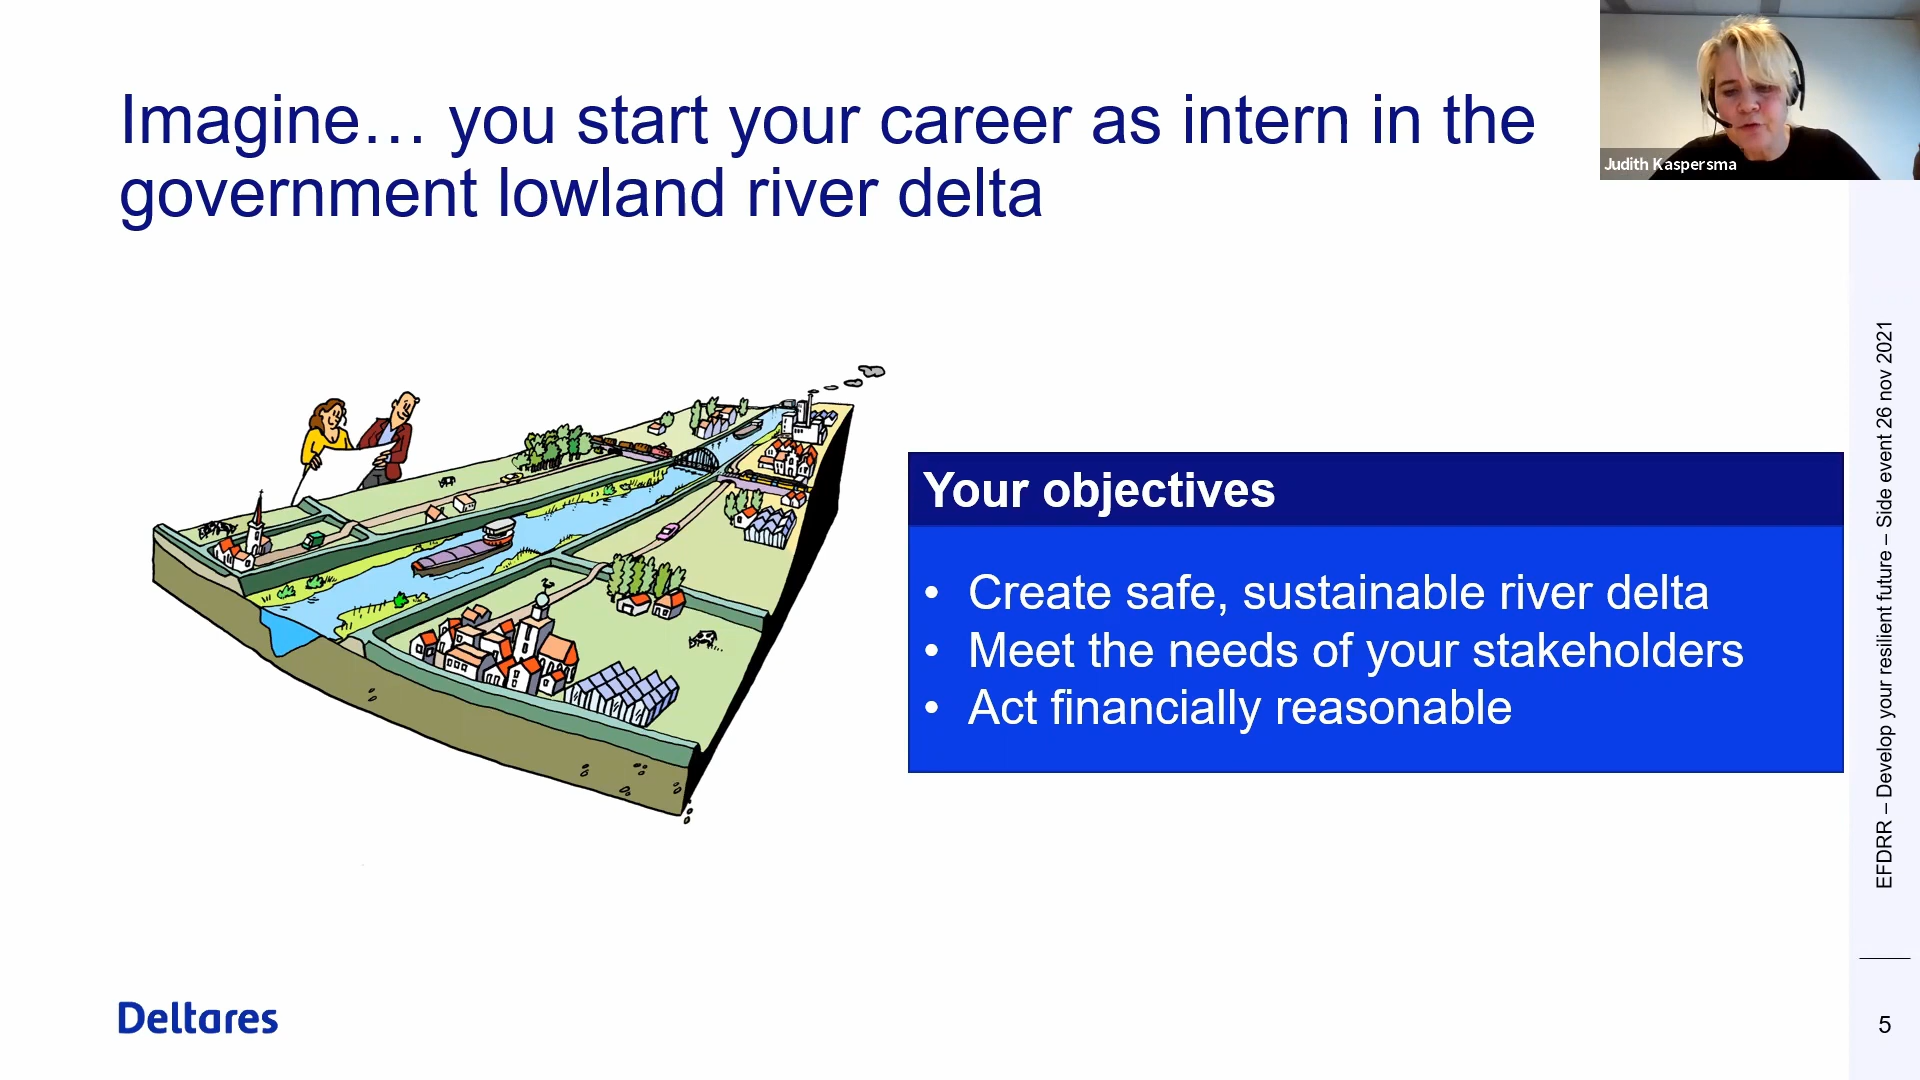 Imagine… you start your career as intern in the
government lowland river delta
Judith Kaspersma
Your objectives
• Create safe, sustainable river delta
• Meet the needs of your stakeholders
• Act financially reasonable
EFDRR – Develop your resilient future – Side event 26 nov 2021
Deltares
5